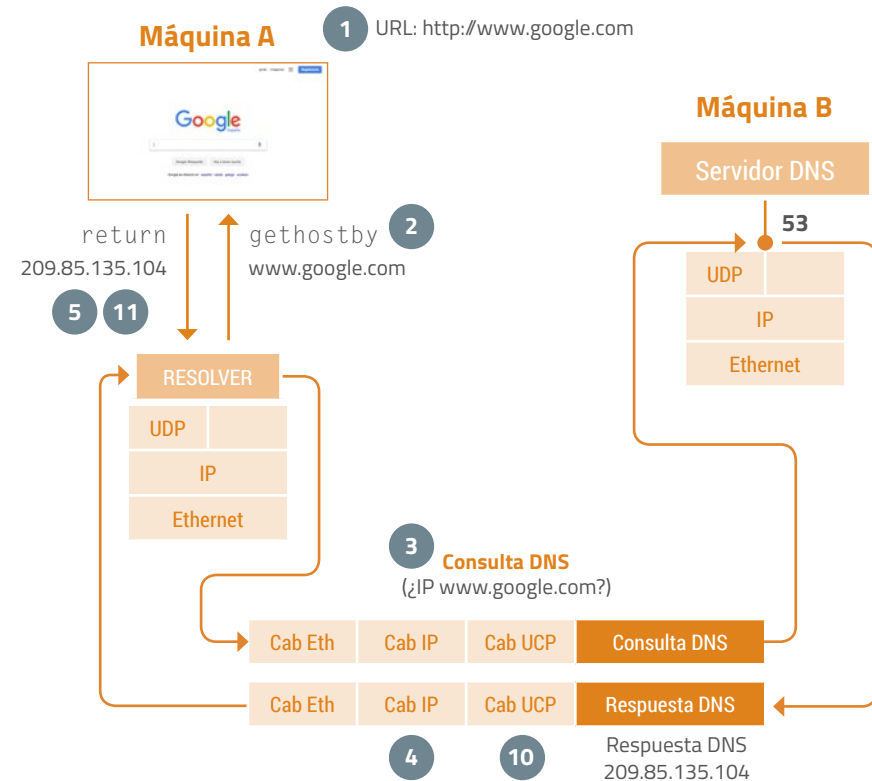 Máquina A
1
URL: http://www.google.com
Google
Máquina B
Servidor DNS
53
UDP
IP
Ethernet
return
209.85.135.104
5
11
gethostby
2
www.google.com
RESOLVER
UDP
IP
Ethernet
3
Consulta DNS
(¿IP www.google.com?)
Cab Eth
Cab IP
Cab UCP
Consulta DNS
Cab Eth
Cab IP
Cab UCP
Respuesta DNS
4
10
Respuesta DNS
209.85.135.104